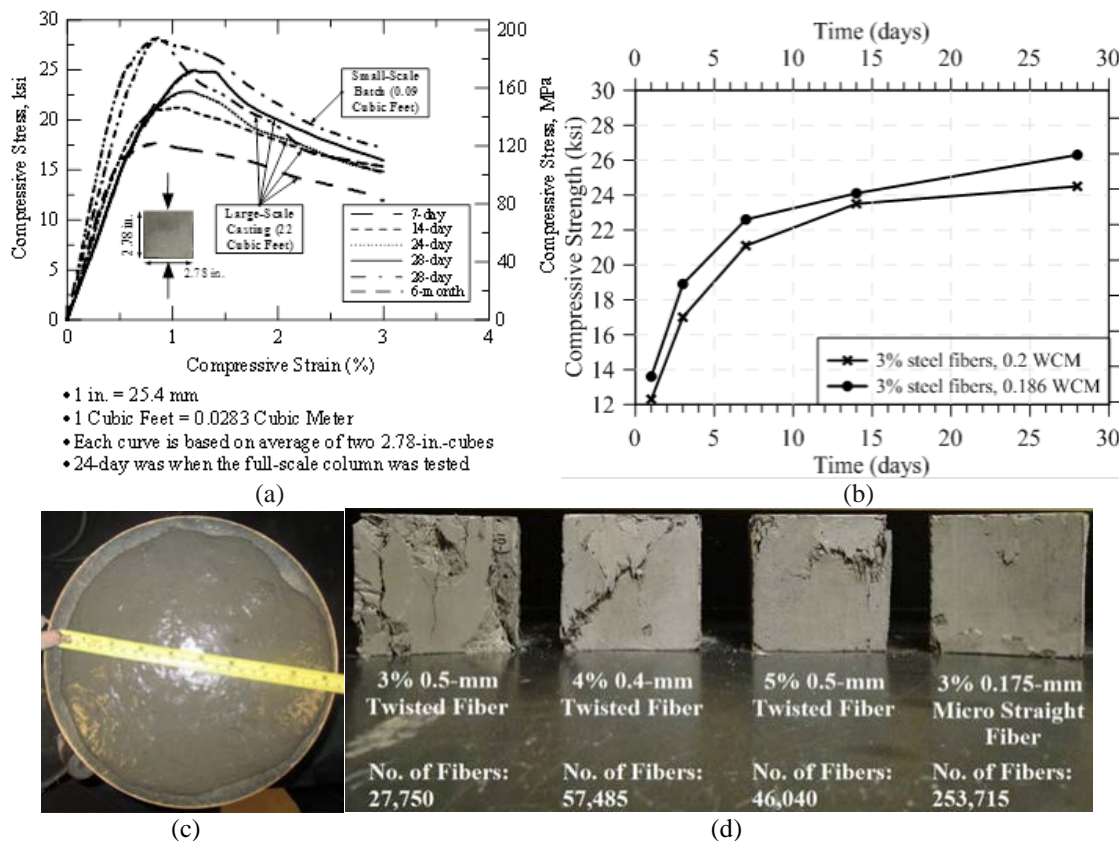 30
25
20
15
10
5
0
Compressive Stress, ksi
200
160
120
80
40
0
Compressive Stress, MPa
Small-Scale
Batch (0.09
Cubic Feet)
Large-Scale
Casting (22
Cubic Feet)
2.78 in.
2.78 in.
7-day
14-day
24-day
28-day
28-day
6-month
0 1 2 3 4
Compressive Strain (%)
• 1 in. = 25.4 mm
• 1 Cubic Feet = 0.0283 Cubic Meter
• Each curve is based on average of two 2.78-in.-cubes
• 24-day was when the full-scale column was tested
(a)
Time (days)
0 5 10 15 20 25 30
30
28
26
24
22
20
18
16
14
12
Compressive Strength (ksi)
3% steel fibers, 0.2 WCM
3% steel fibers, 0.186 WCM
0 5 10 15 20 25 30
Time (days)
(b)
(c)
3% 0.5-mm
Twisted Fiber
No. of Fibers:
27,750
4% 0.4-mm
Twisted Fiber
No. of Fibers:
57,485
5% 0.5-mm
Twisted Fiber
No. of Fibers:
46,040
3% 0.175-mm
Micro Straight
Fiber
No. of Fibers:
253,715
(d)